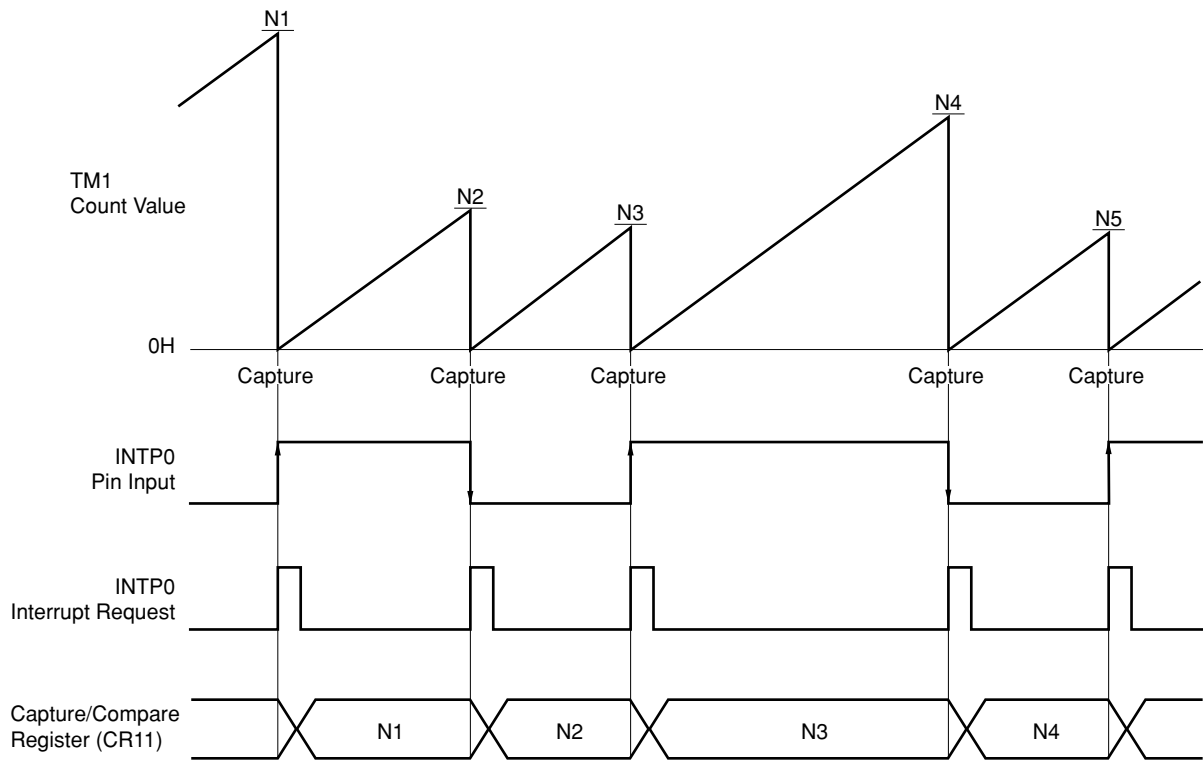 N1
N4
TM1
Count Value
N2
N3
N5
0H
Capture
Capture
Capture
Capture
Capture
INTP0
Pin Input
INTP0
Interrupt Request
Capture/Compare
Register (CR11)
N1
N2
N3
N4